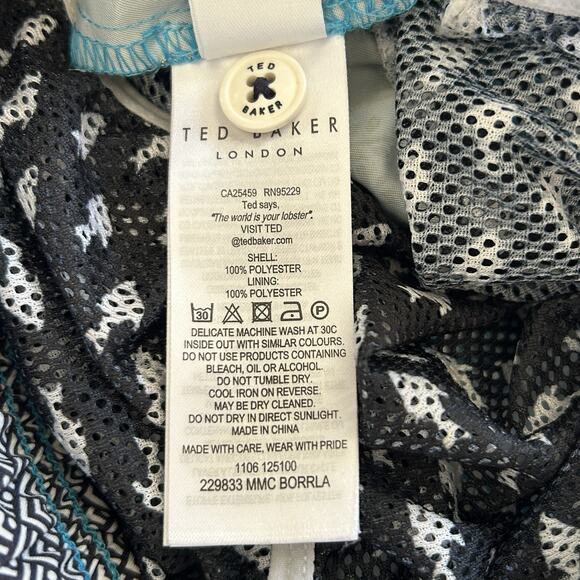 TED
BAKER
TED BAKER
LONDON
CA25459 RN95229
Ted says,
"The world is your lobster".
VISIT TED
@tedbaker.com
SHELL:
100% POLYESTER
LINING:
100% POLYESTER
30 P
DELICATE MACHINE WASH AT 30C
INSIDE OUT WITH SIMILAR COLOURS.
DO NOT USE PRODUCTS CONTAINING
BLEACH, OIL OR ALCOHOL.
DO NOT TUMBLE DRY.
COOL IRON ON REVERSE.
MAY BE DRY CLEANED.
DO NOT DRY IN DIRECT SUNLIGHT.
MADE IN CHINA
MADE WITH CARE, WEAR WITH PRIDE
1106 125100
229833 MMC BORRLA